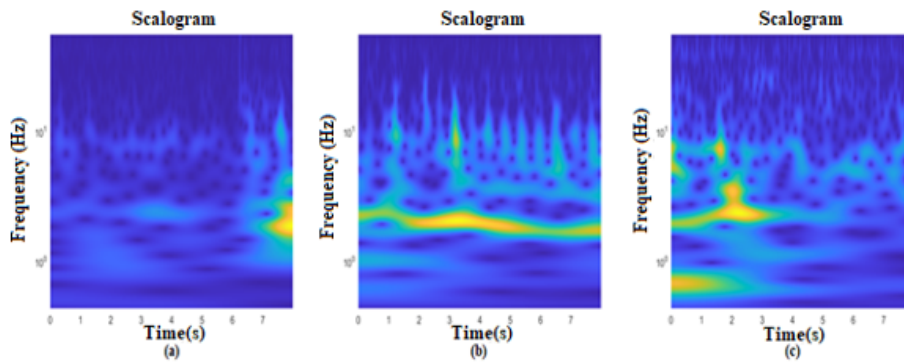 Scalogram
Frequency (Hz)
10¹
10⁰
0 1 2 3 4 5 6 7
Time(s)
(a)
Scalogram
Frequency (Hz)
10¹
10⁰
0 1 2 3 4 5 6 7
Time(s)
(b)
Scalogram
Frequency (Hz)
10¹
10⁰
0 1 2 3 4 5 6 7
Time(s)
(c)